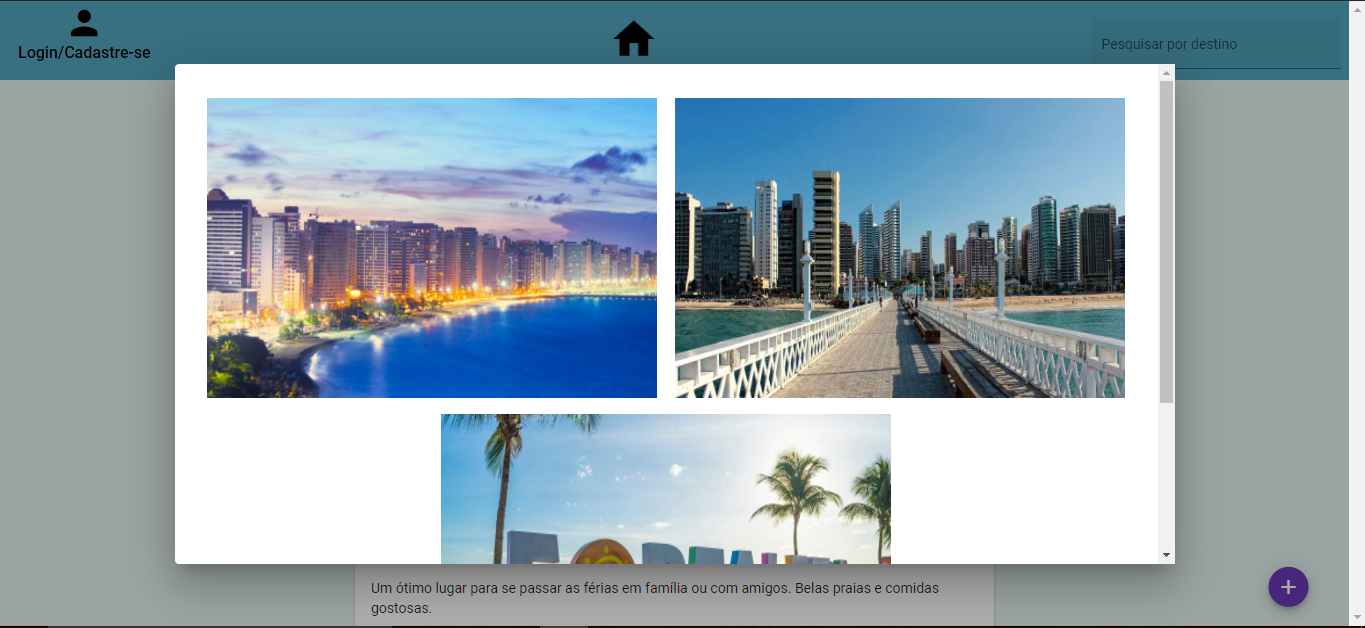 Login/Cadastre-se
Pesquisar por destino
Um ótimo lugar para se passar as férias em família ou com amigos. Belas praias e comidas
gostosas.